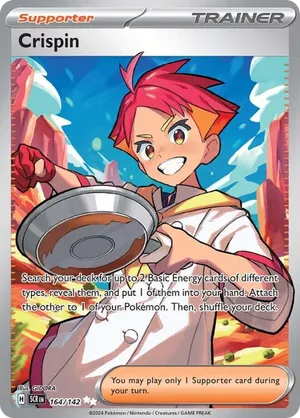 Supporter
TRAINER
Crispin
Search your deck for up to 2 Basic Energy cards of different
types, reveal them, and put 1 of them into your hand. Attach
the other to 1 of your Pokémon. Then, shuffle your deck.
Illus. GIDORA
H SCR EN 164/142
You may play only 1 Supporter card during
your turn.
©2024 Pokémon / Nintendo / Creatures / GAME FREAK